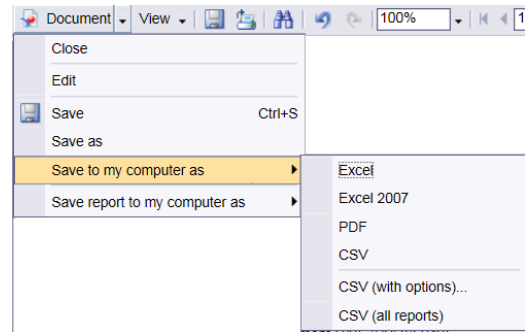 Document View 100% 1
Close
Edit
Save Ctrl+S
Save as
Save to my computer as
Save report to my computer as
Excel
Excel 2007
PDF
CSV
CSV (with options)...
CSV (all reports)